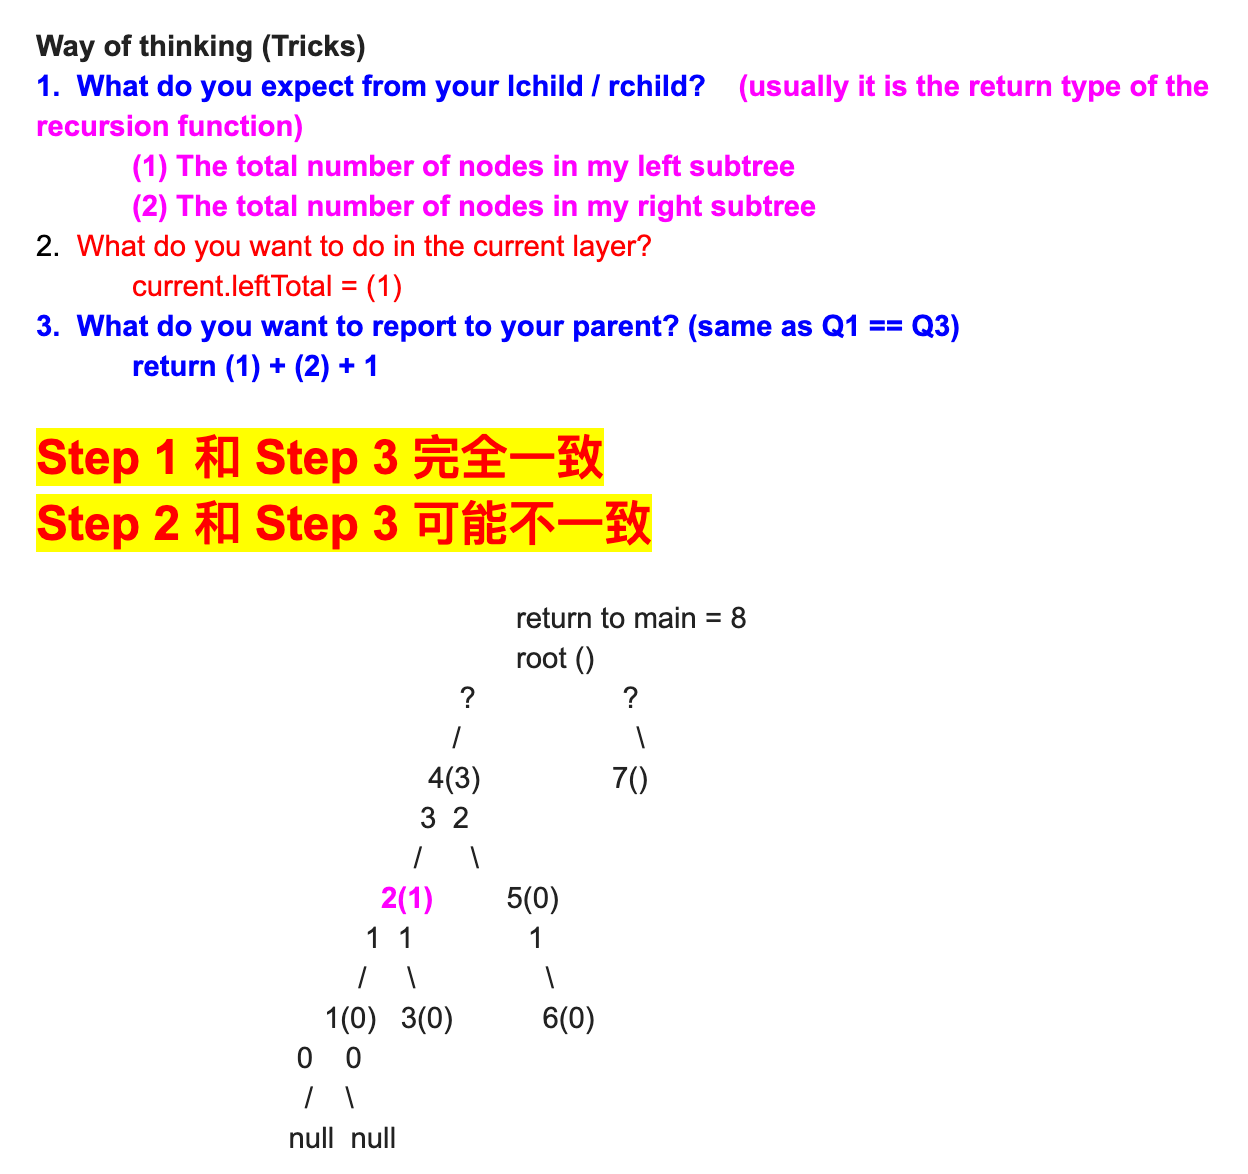 Way of thinking (Tricks)
1. What do you expect from your lchild / rchild? (usually it is the return type of the
recursion function)
(1) The total number of nodes in my left subtree
(2) The total number of nodes in my right subtree
2. What do you want to do in the current layer?
current.leftTotal = (1)
3. What do you want to report to your parent? (same as Q1 == Q3)
return (1) + (2) + 1
Step 1 和 Step 3 完全一致
Step 2 和 Step 3 可能不一致
return to main = 8
root ()
? ?
/ \
4(3) 7()
3 2
/ \
2(1) 5(0)
1 1 1
/ \ \
1(0) 3(0) 6(0)
0 0
/ \
null null